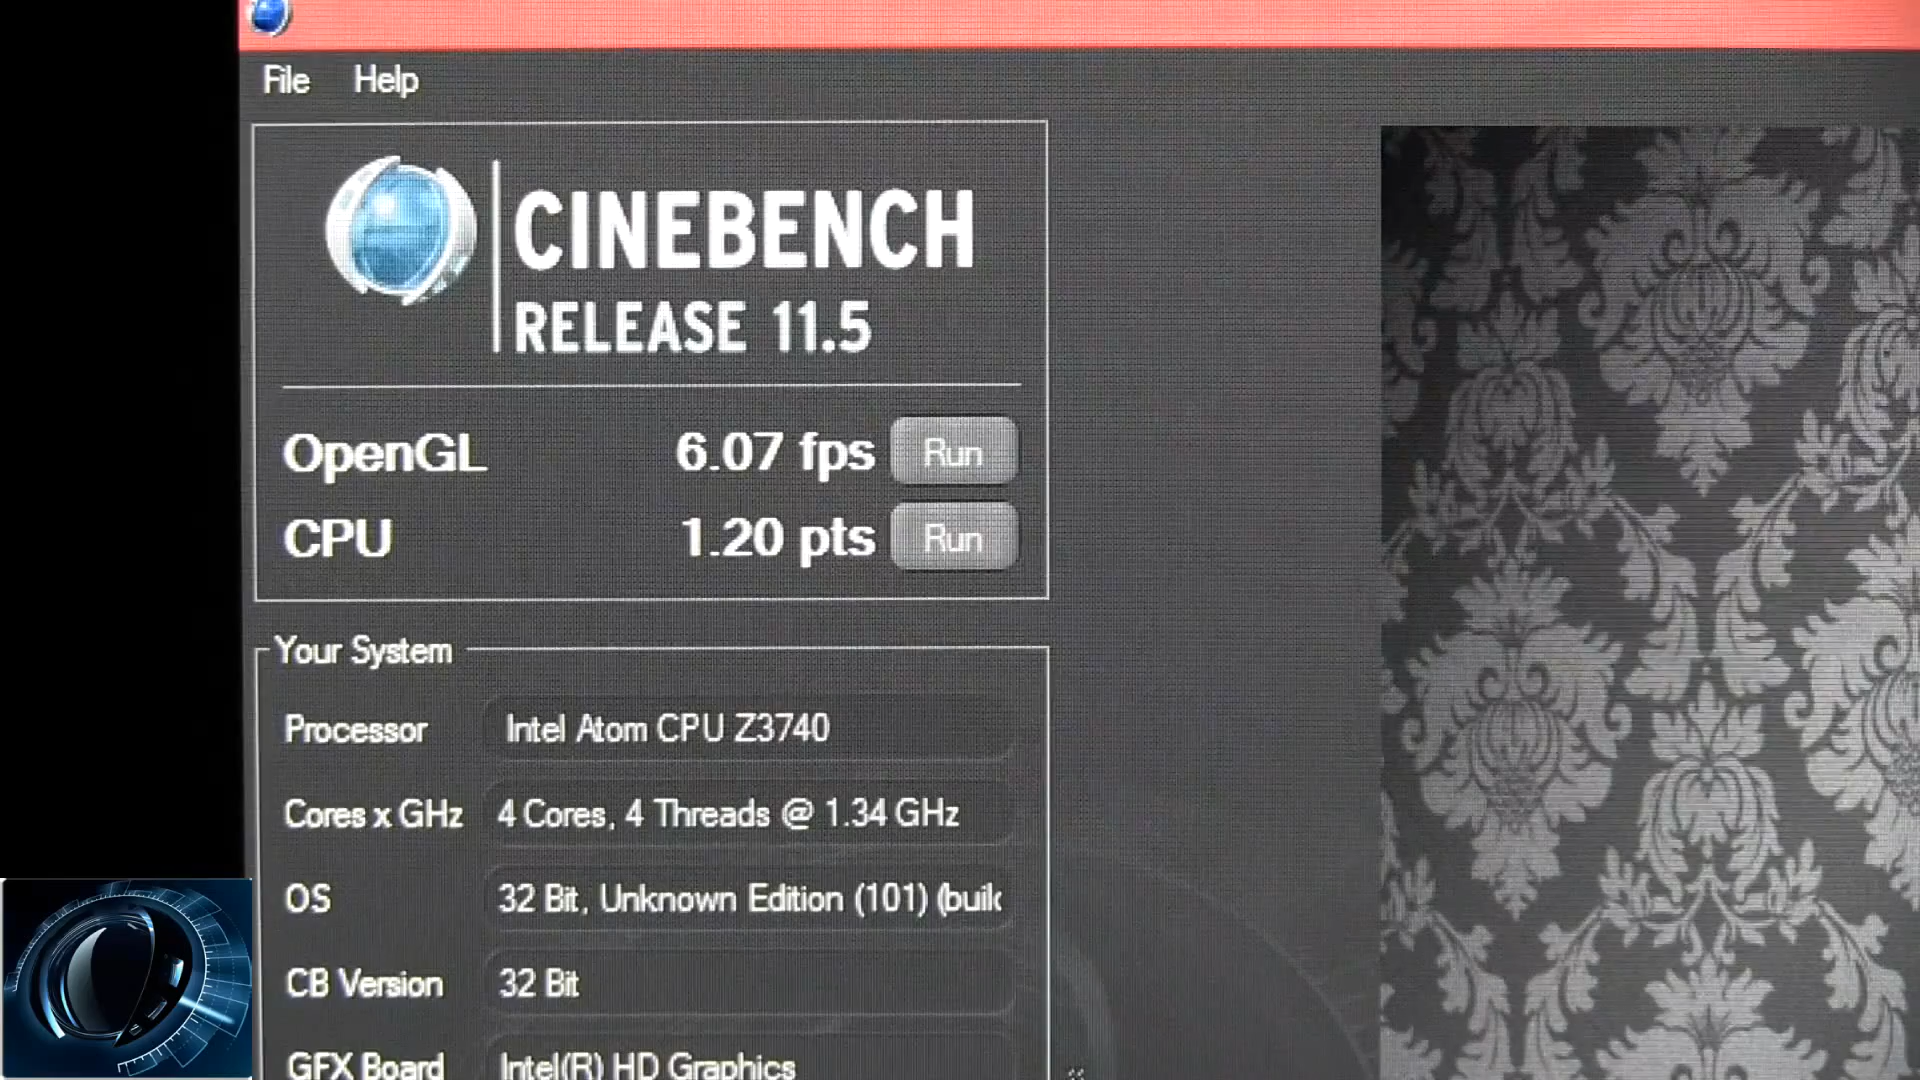 File Help
CINEBENCH
RELEASE 11.5
OpenGL 6.07 fps Run
CPU 1.20 pts Run
Your System
Processor Intel Atom CPU Z3740
Cores x GHz 4 Cores, 4 Threads @ 1.34 GHz
OS 32 Bit, Unknown Edition (101) (builc
CB Version 32 Bit
GFX Board Intel(R) HD Graphics